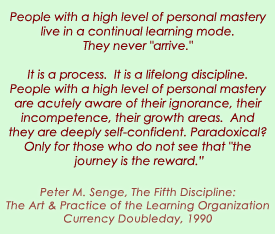 People with a high level of personal mastery
live in a continual learning mode.
They never "arrive."
It is a process.  It is a lifelong discipline.
People with a high level of personal mastery
are acutely aware of their ignorance, their
incompetence, their growth areas.  And
they are deeply self-confident. Paradoxical?
Only for those who do not see that "the
journey is the reward.”
Peter M. Senge, The Fifth Discipline:
The Art & Practice of the Learning Organization
Currency Doubleday, 1990